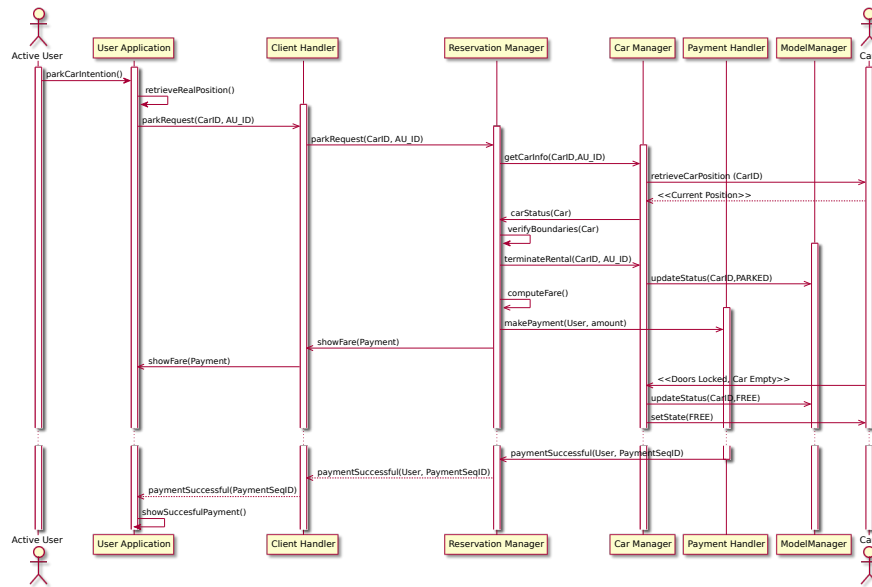 Active User
User Application
Client Handler
Reservation Manager
Car Manager
Payment Handler
ModelManager
parkCarIntention()
retrieveRealPosition()
parkRequest(CarID, AU_ID)
parkRequest(CarID, AU_ID)
getCarInfo(CarID,AU_ID)
retrieveCarPosition (CarID)
<<Current Position>>
carStatus(Car)
verifyBoundaries(Car)
terminateRental(CarID, AU_ID)
updateStatus(CarID,PARKED)
computeFare()
makePayment(User, amount)
showFare(Payment)
showFare(Payment)
<<Doors Locked, Car Empty>>
updateStatus(CarID,FREE)
setState(FREE)
paymentSuccessful(User, PaymentSeqID)
paymentSuccessful(User, PaymentSeqID)
paymentSuccessful(PaymentSeqID)
showSuccesfulPayment()
Active User
User Application
Client Handler
Reservation Manager
Car Manager
Payment Handler
ModelManager